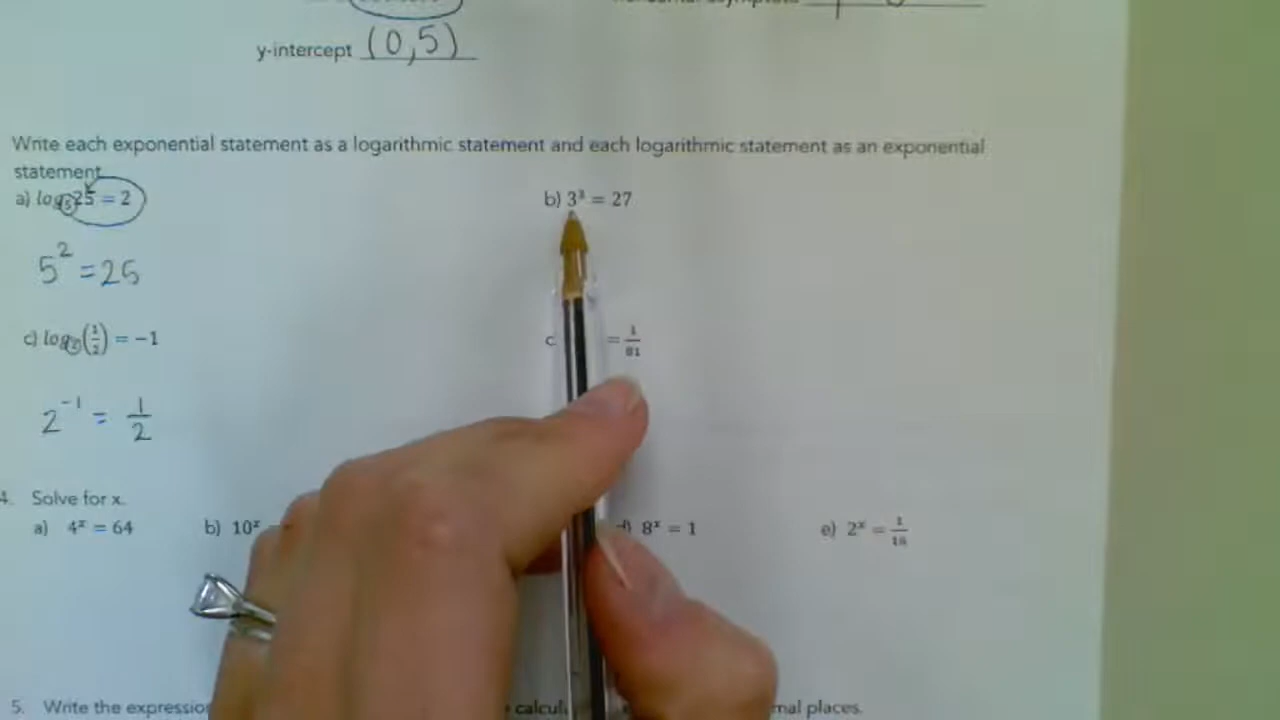 y-intercept (0,5)
Write each exponential statement as a logarithmic statement and each logarithmic statement as an exponential
statement
a) log₅25 = 2
b) 3³ = 27
5² = 25
c) log₂(1/2) = −1
c = 1/81
2⁻¹ = 1/2
4. Solve for x.
a) 4ˣ = 64 b) 10ˣ d) 8ˣ = 1 e) 2ˣ = 1/16
5. Write the places.